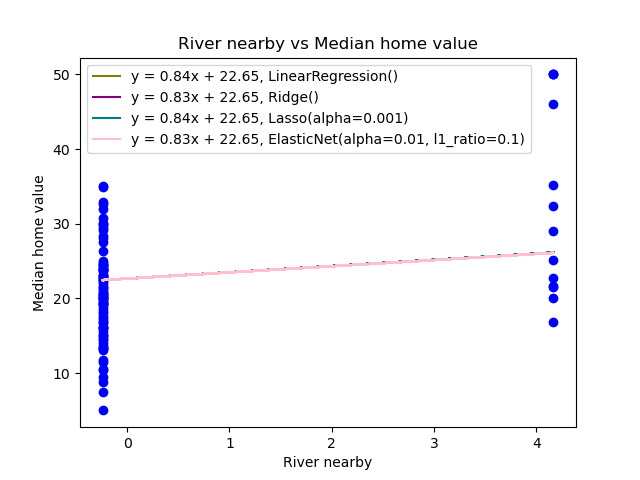 River nearby vs Median home value
y = 0.84x + 22.65, LinearRegression()
y = 0.83x + 22.65, Ridge()
y = 0.84x + 22.65, Lasso(alpha=0.001)
y = 0.83x + 22.65, ElasticNet(alpha=0.01, l1_ratio=0.1)
50
40
30
20
10
Median home value
0 1 2 3 4
River nearby